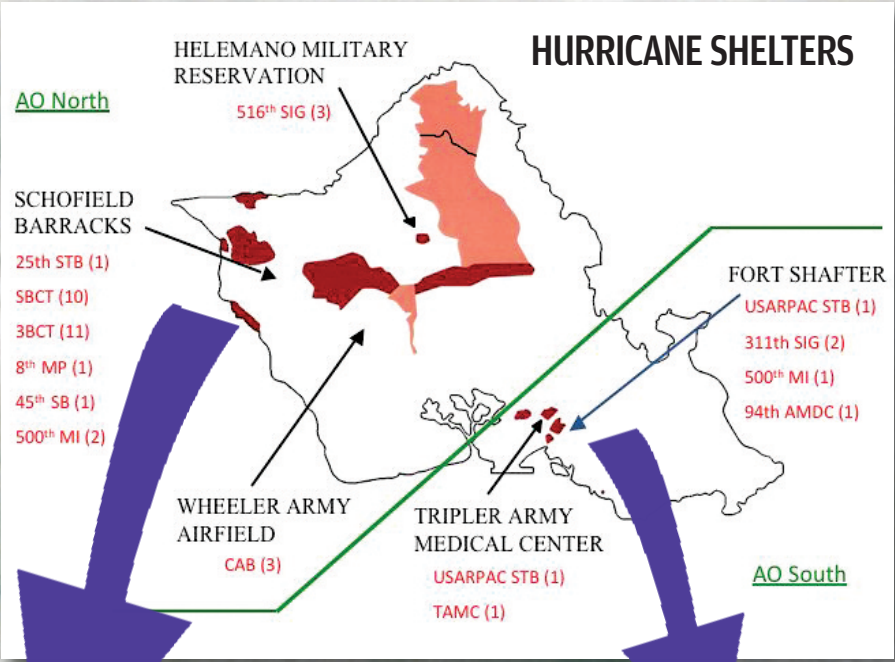 HURRICANE SHELTERS
HELEMANO MILITARY
RESERVATION
516th SIG (3)
AO North
SCHOFIELD
BARRACKS
25th STB (1)
SBCT (10)
3BCT (11)
8th MP (1)
45th SB (1)
500th MI (2)
FORT SHAFTER
USARPAC STB (1)
311th SIG (2)
500th MI (1)
94th AMDC (1)
WHEELER ARMY
AIRFIELD
CAB (3)
TRIPLER ARMY
MEDICAL CENTER
USARPAC STB (1)
TAMC (1)
AO South